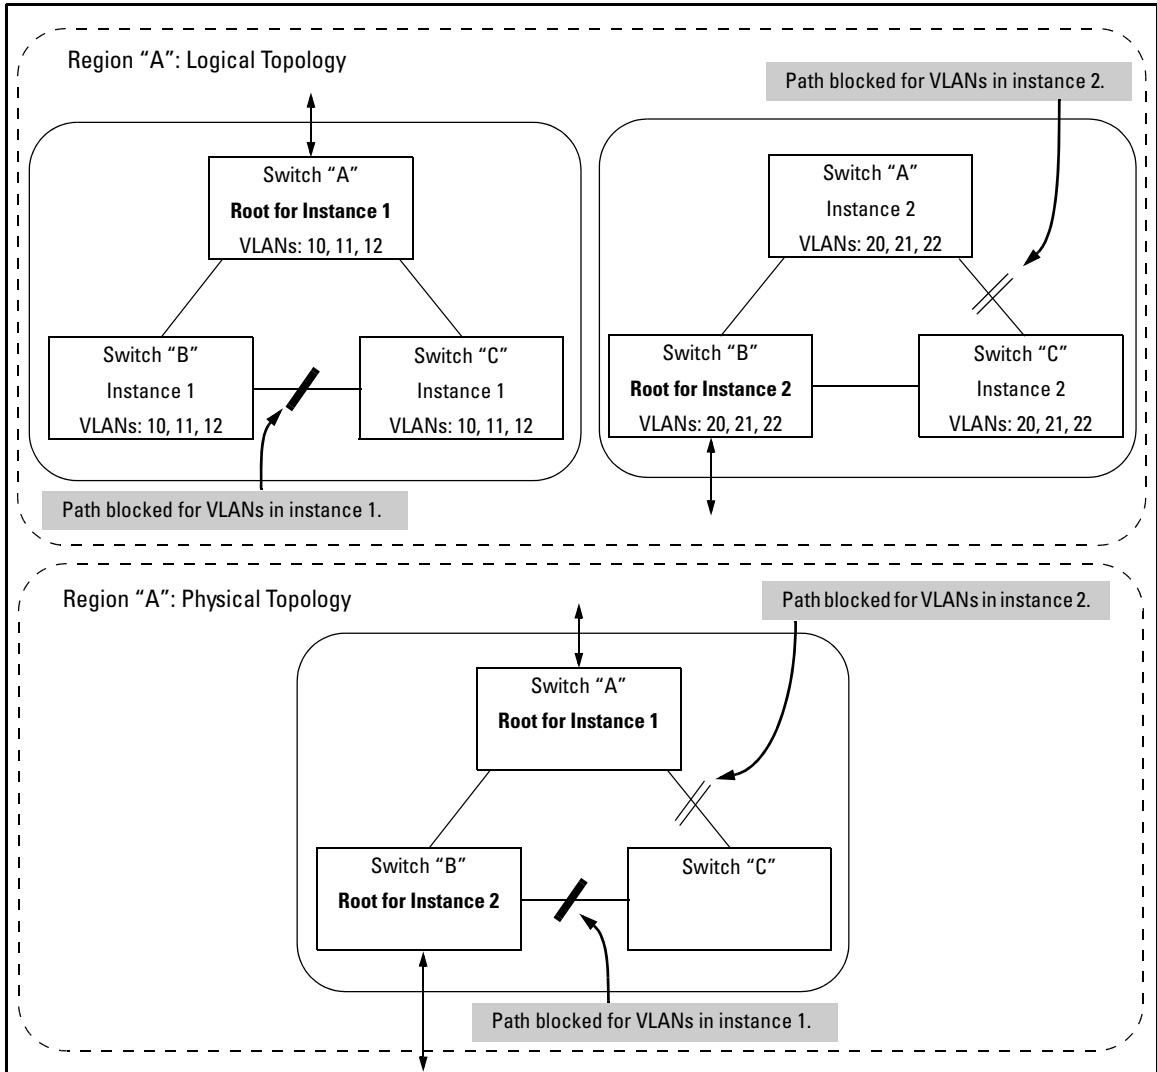 Region “A”: Logical Topology
Path blocked for VLANs in instance 2.
Switch “A”
Root for Instance 1
VLANs: 10, 11, 12
Switch “B”
Instance 1
VLANs: 10, 11, 12
Switch “C”
Instance 1
VLANs: 10, 11, 12
Path blocked for VLANs in instance 1.
Switch “A”
Instance 2
VLANs: 20, 21, 22
Switch “B”
Root for Instance 2
VLANs: 20, 21, 22
Switch “C”
Instance 2
VLANs: 20, 21, 22
Region “A”: Physical Topology
Path blocked for VLANs in instance 2.
Switch “A”
Root for Instance 1
Switch “B”
Root for Instance 2
Switch “C”
Path blocked for VLANs in instance 1.